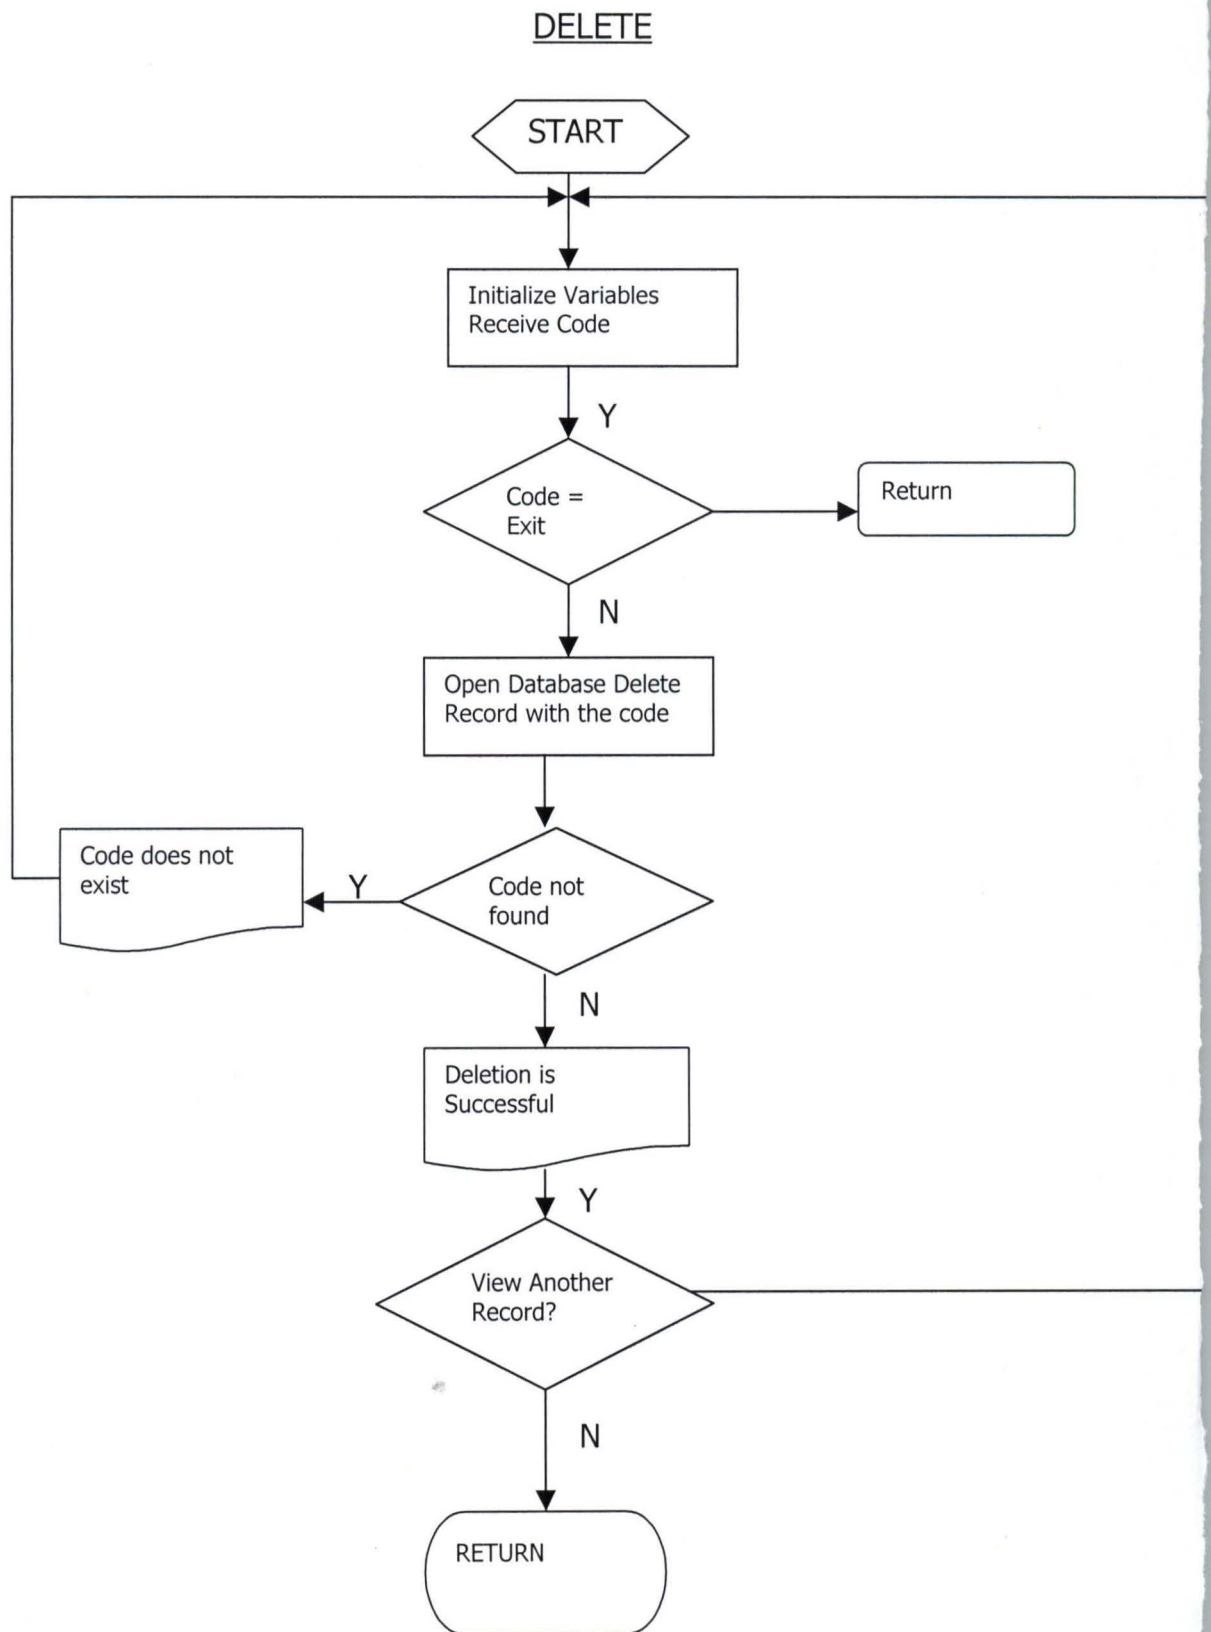 DELETE
START
Initialize Variables
Receive Code
Y
Code =
Exit
Return
N
Open Database Delete
Record with the code
Code does not
exist
Y
Code not
found
N
Deletion is
Successful
Y
View Another
Record?
N
RETURN